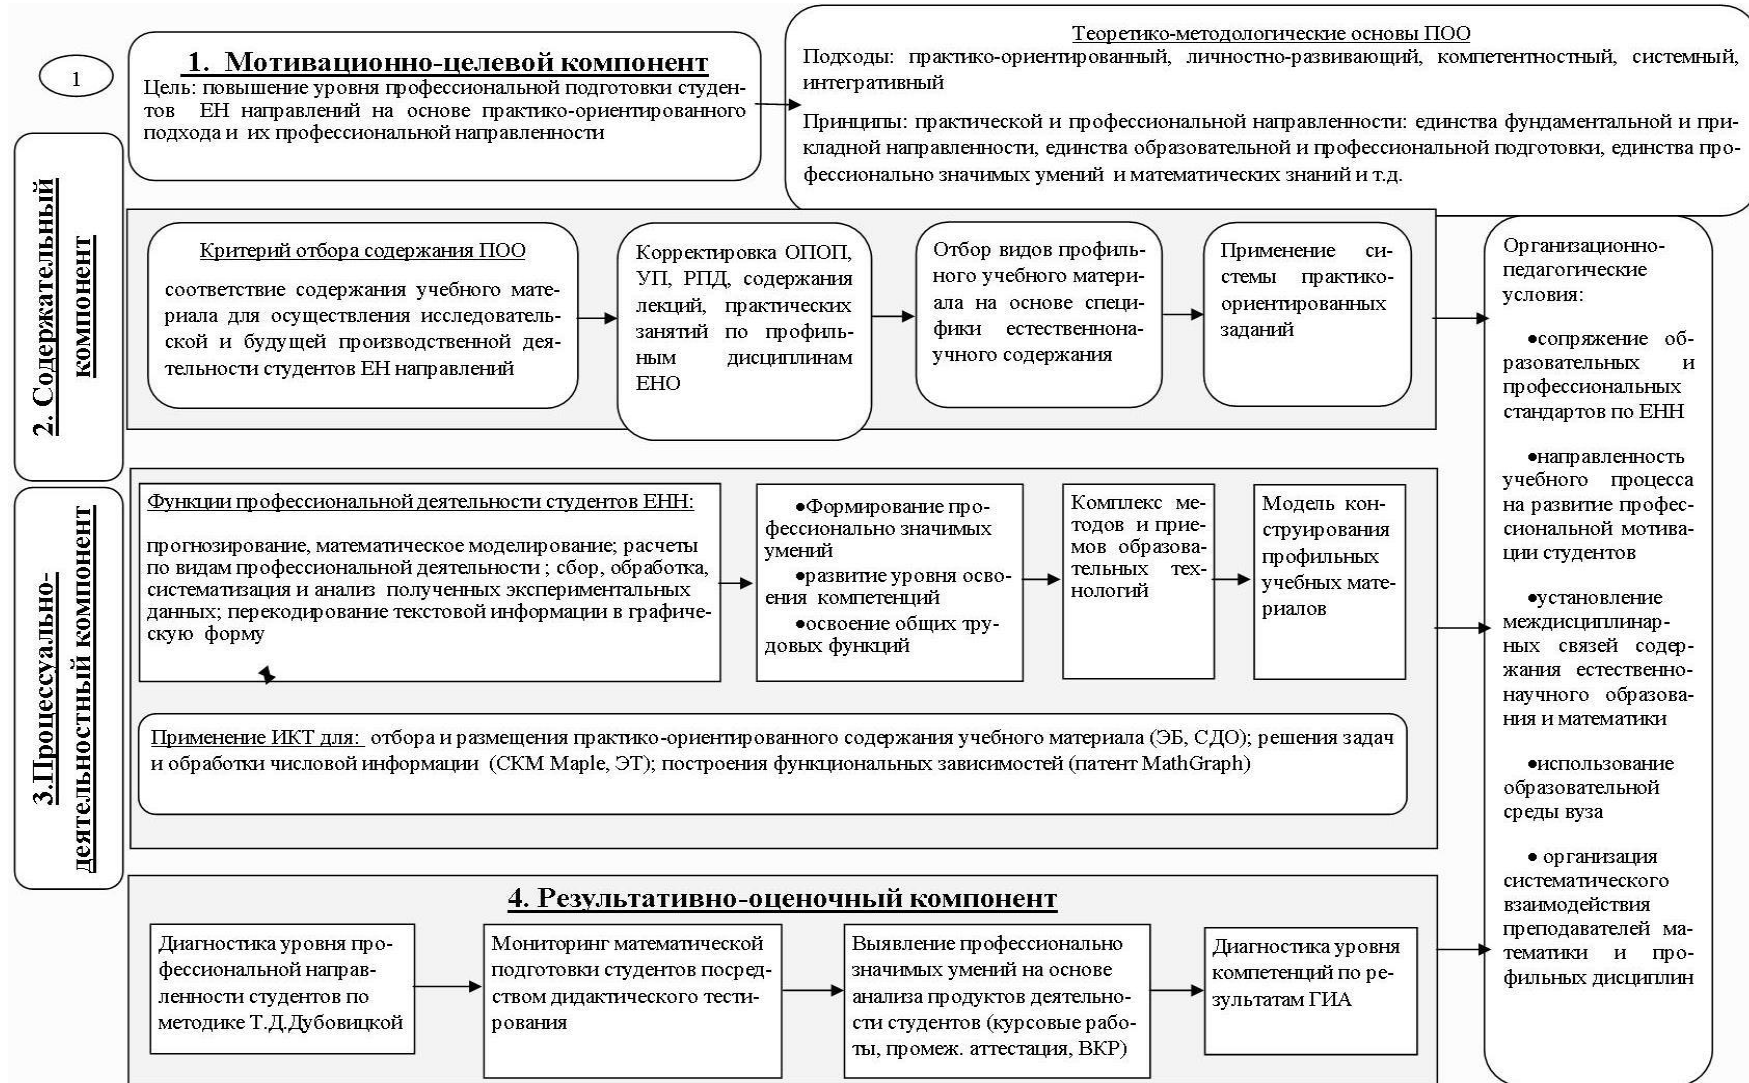 1
1. Мотивационно-целевой компонент
Цель: повышение уровня профессиональной подготовки студен-
тов ЕН направлений на основе практико-ориентированного
подхода и их профессиональной направленности
Теоретико-методологические основы ПОО
Подходы: практико-ориентированный, личностно-развивающий, компетентностный, системный,
интегративный
Принципы: практической и профессиональной направленности: единства фундаментальной и при-
кладной направленности, единства образовательной и профессиональной подготовки, единства про-
фессионально значимых умений и математических знаний и т.д.
2. Содержательный
компонент
Критерий отбора содержания ПОО
соответствие содержания учебного мате-
риала для осуществления исследователь-
ской и будущей производственной дея-
тельности студентов ЕН направлений
Корректировка ОПОП,
УП, РПД, содержания
лекций, практических
занятий по профиль-
ным дисциплинам
ЕНО
Отбор видов профиль-
ного учебного матери-
ала на основе специ-
фики естественнона-
учного содержания
Применение си-
стемы практико-
ориентированных
заданий
Организационно-
педагогические
условия:
•сопряжение об-
разовательных и
профессиональных
стандартов по ЕНН
•направленность
учебного процесса
на развитие профес-
сиональной мотива-
ции студентов
•установление
междисциплинар-
ных связей содер-
жания естественно-
научного образова-
ния и математики
•использование
образовательной
среды вуза
• организация
систематического
взаимодействия
преподавателей ма-
тематики и про-
фильных дисциплин
3.Процессуально-
деятельностный компонент
Функции профессиональной деятельности студентов ЕНН:
прогнозирование, математическое моделирование; расчеты
по видам профессиональной деятельности ; сбор, обработка,
систематизация и анализ полученных экспериментальных
данных; перекодирование текстовой информации в графиче-
скую форму
•Формирование про-
фессионально значимых
умений
•развитие уровня осво-
ения компетенций
•освоение общих тру-
довых функций
Комплекс ме-
тодов и прие-
мов образова-
тельных тех-
нологий
Модель кон-
струирования
профильных
учебных мате-
риалов
Применение ИКТ для: отбора и размещения практико-ориентированного содержания учебного материала (ЭБ, СДО); решения задач
и обработки числовой информации (СКМ Maple, ЭТ); построения функциональных зависимостей (патент MathGraph)
4. Результативно-оценочный компонент
Диагностика уровня про-
фессиональной направ-
ленности студентов по
методике Т.Д.Дубовицкой
Мониторинг математической
подготовки студентов посред-
ством дидактического тести-
рования
Выявление профессионально
значимых умений на основе
анализа продуктов деятельно-
сти студентов (курсовые рабо-
ты, промеж. аттестация, ВКР)
Диагностика уровня
компетенций по ре-
зультатам ГИА